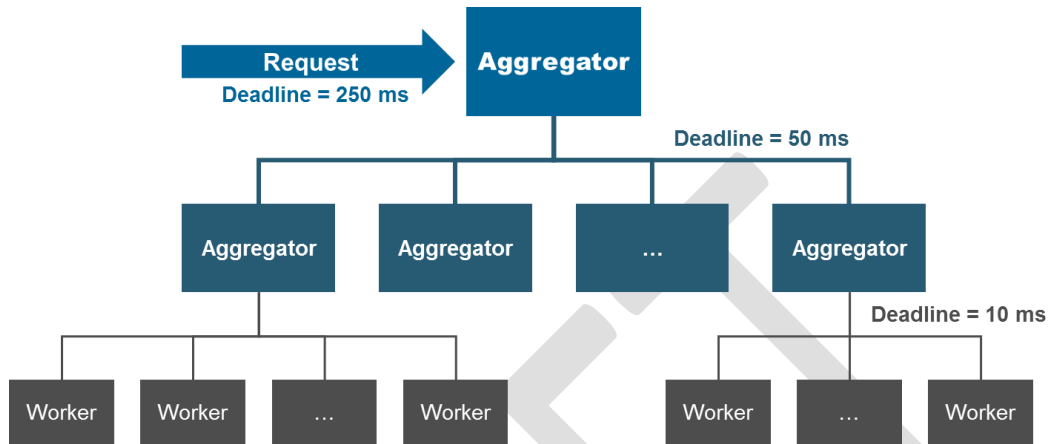 Request
Aggregator
Deadline = 250 ms
Deadline = 50 ms
Aggregator
Aggregator
...
Aggregator
Deadline = 10 ms
Worker
Worker
...
Worker
Worker
...
Worker